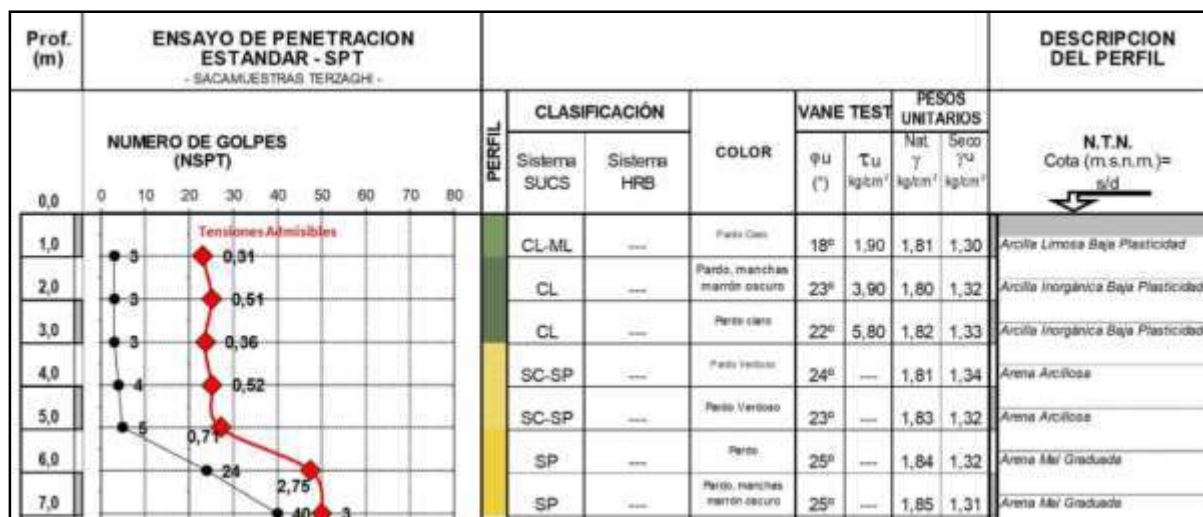 Prof. (m)
ENSAYO DE PENETRACION
ESTANDAR - SPT
- SACAMUESTRAS TERZAGHI -
DESCRIPCION
DEL PERFIL
NUMERO DE GOLPES
(NSPT)
PERFIL
CLASIFICACIÓN
Sistema SUCS
Sistema HRB
COLOR
VANE TEST
φu (°)
τu kg/cm²
PESOS UNITARIOS
Nat. γ
Seco
N.T.N.
Cota (m.s.n.m.)=
s/d
0,0
0 10 20 30 40 50 60 70 80
Tensiones Admisibles
1,0 3 0,31 CL-ML --- Pardo Claro 18° 1,90 1,81 1,30 Arcilla Limosa Baja Plasticidad
2,0 3 0,51 CL --- Pardo, manchas marrón oscuro 23° 3,90 1,80 1,32 Arcilla Inorgánica Baja Plasticidad
3,0 3 0,36 CL --- Pardo claro 22° 5,80 1,82 1,33 Arcilla Inorgánica Baja Plasticidad
4,0 4 0,52 SC-SP --- Pardo Verdoso 24° --- 1,81 1,34 Arena Arcillosa
5,0 5 0,71 SC-SP --- Pardo Verdoso 23° --- 1,83 1,32 Arena Arcillosa
6,0 24 2,75 SP --- Pardo 25° --- 1,84 1,32 Arena Mal Graduada
7,0 40 3 SP --- Pardo, manchas marrón oscuro 25° --- 1,85 1,31 Arena Mal Graduada